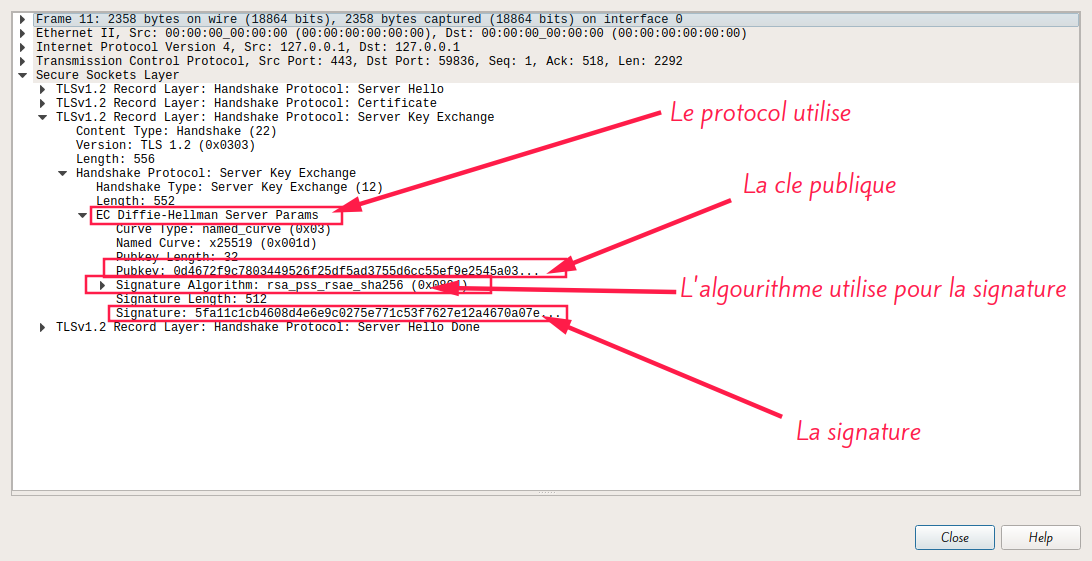 Frame 11: 2358 bytes on wire (18864 bits), 2358 bytes captured (18864 bits) on interface 0
Ethernet II, Src: 00:00:00_00:00:00 (00:00:00:00:00:00), Dst: 00:00:00_00:00:00 (00:00:00:00:00:00)
Internet Protocol Version 4, Src: 127.0.0.1, Dst: 127.0.0.1
Transmission Control Protocol, Src Port: 443, Dst Port: 59836, Seq: 1, Ack: 518, Len: 2292
Secure Sockets Layer
TLSv1.2 Record Layer: Handshake Protocol: Server Hello
TLSv1.2 Record Layer: Handshake Protocol: Certificate
TLSv1.2 Record Layer: Handshake Protocol: Server Key Exchange
Le protocol utilise
Content Type: Handshake (22)
Version: TLS 1.2 (0x0303)
Length: 556
Handshake Protocol: Server Key Exchange
La cle publique
Handshake Type: Server Key Exchange (12)
Length: 552
EC Diffie-Hellman Server Params
Curve Type: named_curve (0x03)
Named Curve: x25519 (0x001d)
Pubkey Length: 32
Pubkey: 0d4672f9c7803449526f25df5ad3755d6cc55ef9e2545a03...
Signature Algorithm: rsa_pss_rsae_sha256
L'algourithme utilise pour la signature
Signature Length: 512
Signature: 5fa11c1cb4608d4e6e9c0275e771c53f7627e12a4670a07e...
TLSv1.2 Record Layer: Handshake Protocol: Server Hello Done
La signature
Close
Help